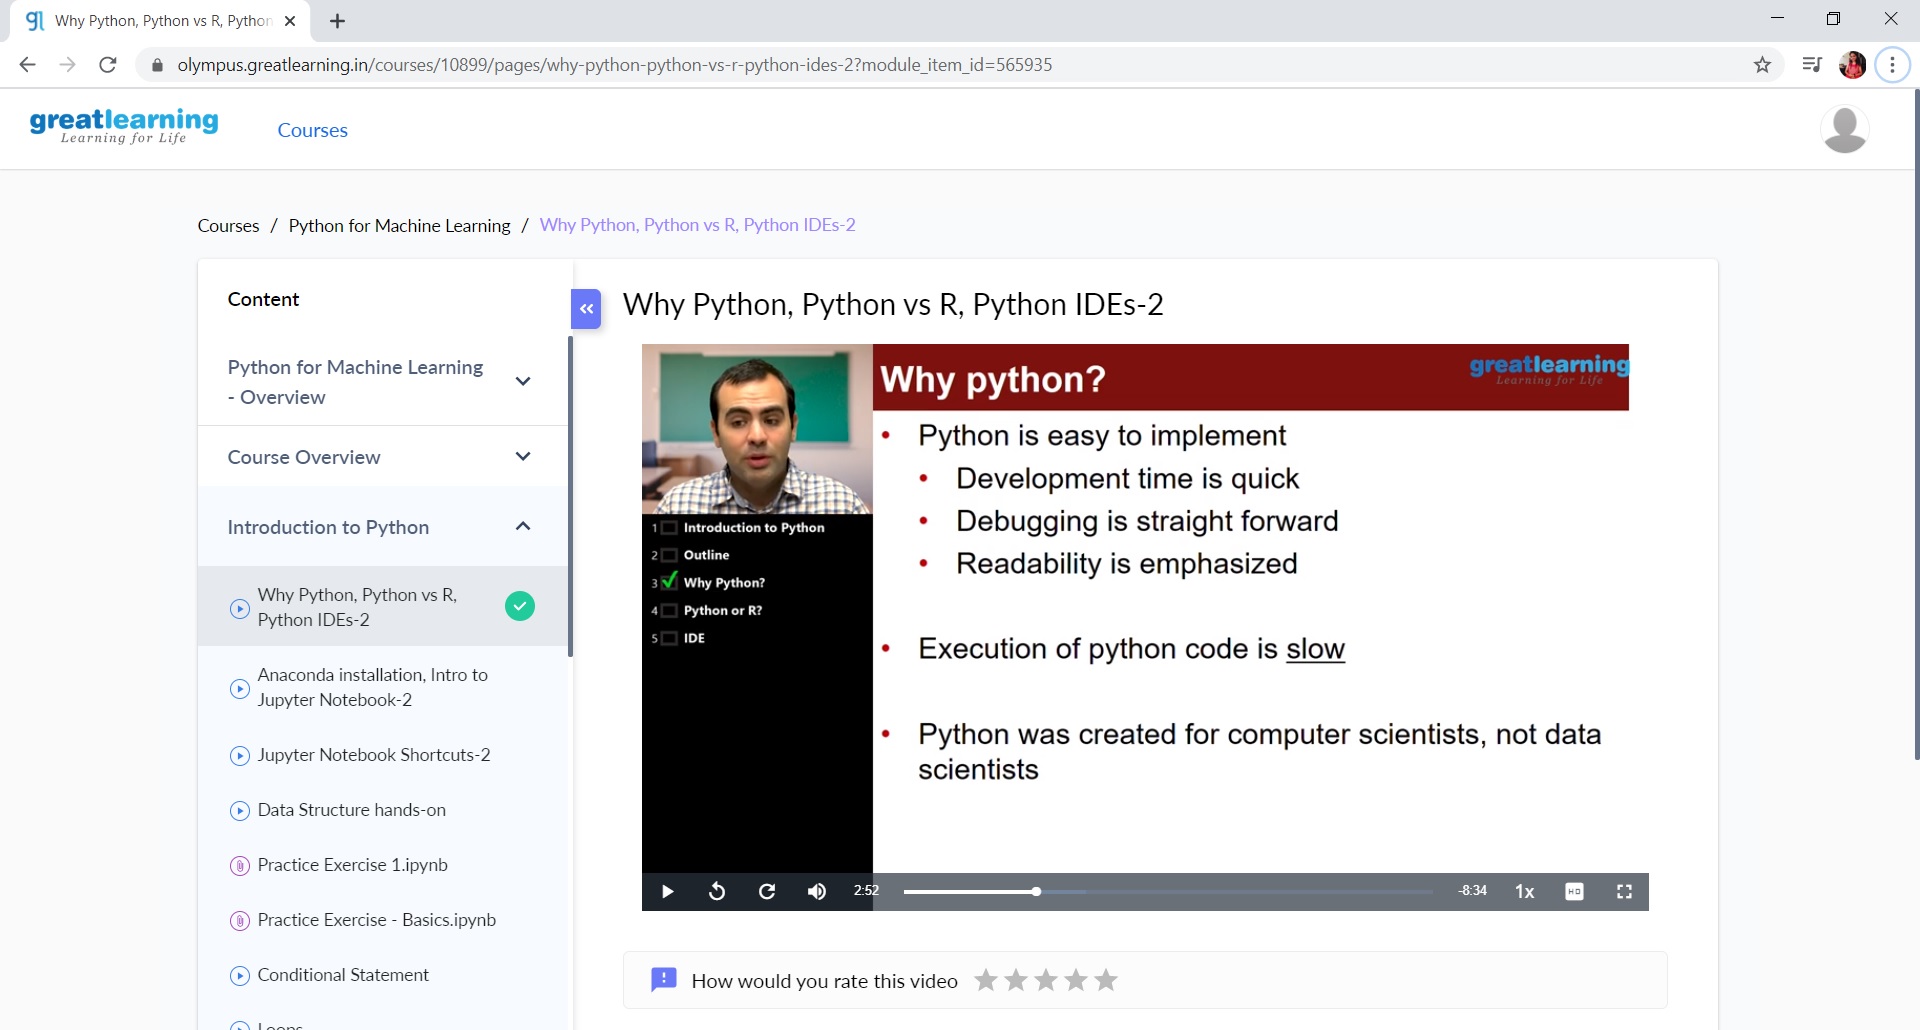 Why Python, Python vs R, Python
olympus.greatlearning.in/courses/10899/pages/why-python-python-vs-r-python-ides-2?module_item_id=565935
greatlearning
Learning for Life
Courses
Courses / Python for Machine Learning / Why Python, Python vs R, Python IDEs-2
Content
Python for Machine Learning
- Overview
Course Overview
Introduction to Python
Why Python, Python vs R,
Python IDEs-2
Anaconda installation, Intro to
Jupyter Notebook-2
Jupyter Notebook Shortcuts-2
Data Structure hands-on
Practice Exercise 1.ipynb
Practice Exercise - Basics.ipynb
Conditional Statement
Loops
Why Python, Python vs R, Python IDEs-2
Why python?
greatlearning
Learning for Life
1 Introduction to Python
2 Outline
3 Why Python?
4 Python or R?
5 IDE
• Python is easy to implement
• Development time is quick
• Debugging is straight forward
• Readability is emphasized
• Execution of python code is slow
• Python was created for computer scientists, not data
scientists
2:52
-8:34
1x
HD
How would you rate this video